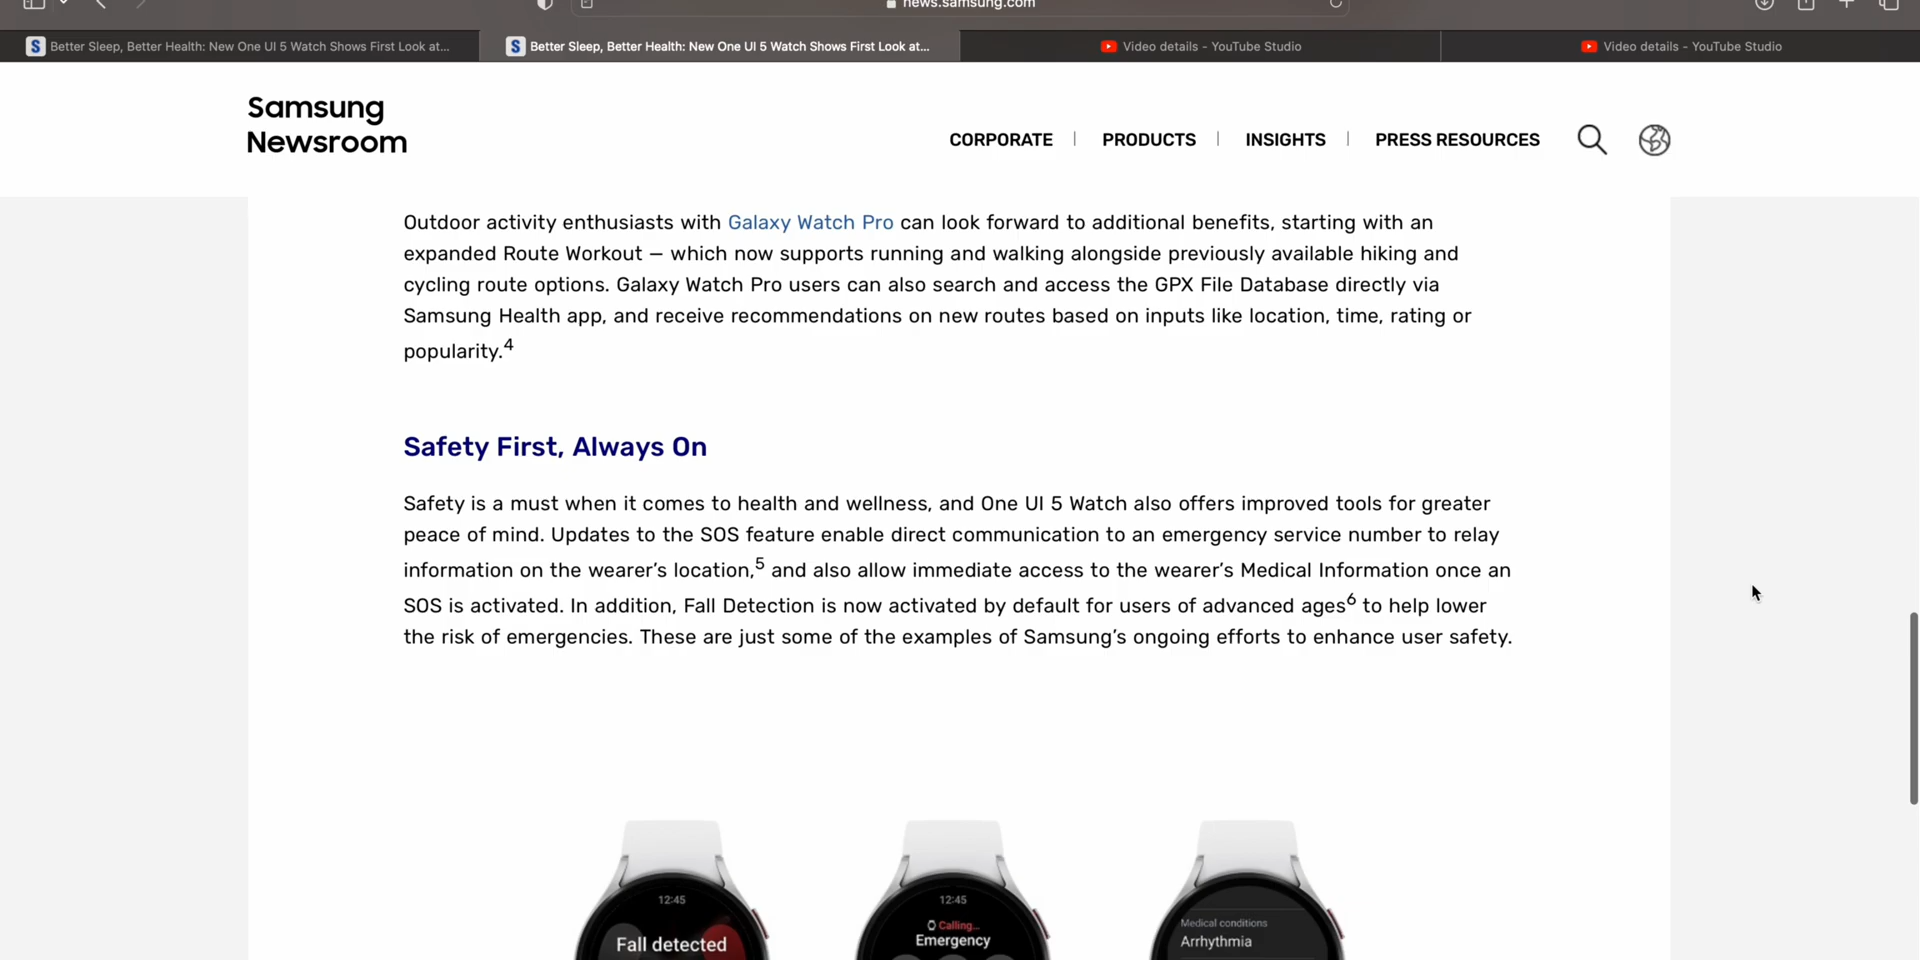 news.samsung.com
Better Sleep, Better Health: New One UI 5 Watch Shows First Look at...
Better Sleep, Better Health: New One UI 5 Watch Shows First Look at...
Video details - YouTube Studio
Video details - YouTube Studio
Samsung
Newsroom
CORPORATE | PRODUCTS | INSIGHTS | PRESS RESOURCES
Outdoor activity enthusiasts with Galaxy Watch Pro can look forward to additional benefits, starting with an
expanded Route Workout — which now supports running and walking alongside previously available hiking and
cycling route options. Galaxy Watch Pro users can also search and access the GPX File Database directly via
Samsung Health app, and receive recommendations on new routes based on inputs like location, time, rating or
popularity.4
Safety First, Always On
Safety is a must when it comes to health and wellness, and One UI 5 Watch also offers improved tools for greater
peace of mind. Updates to the SOS feature enable direct communication to an emergency service number to relay
information on the wearer’s location,5 and also allow immediate access to the wearer’s Medical Information once an
SOS is activated. In addition, Fall Detection is now activated by default for users of advanced ages6 to help lower
the risk of emergencies. These are just some of the examples of Samsung’s ongoing efforts to enhance user safety.
12:45
Fall detected
12:45
Calling...
Emergency
Medical conditions
Arrhythmia